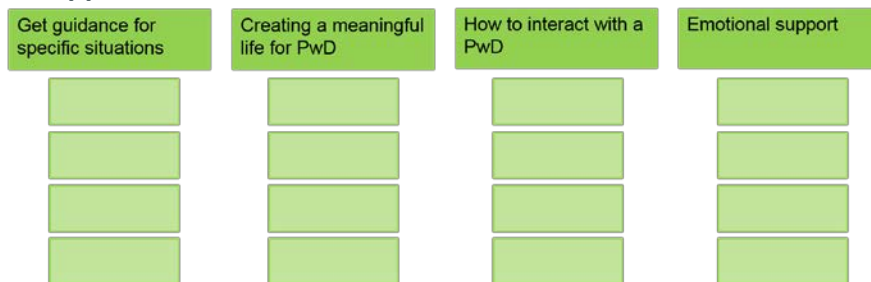 Get guidance for
specific situations
Creating a meaningful
life for PwD
How to interact with a
PwD
Emotional support